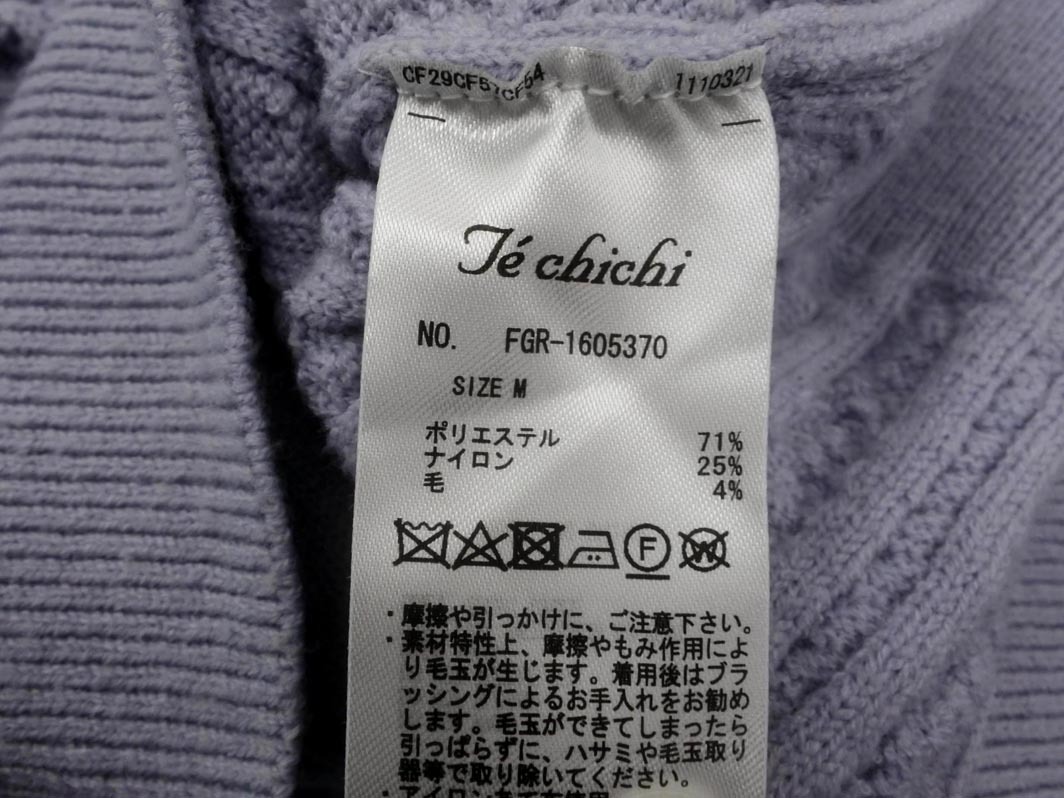 CF29CF57CF54 1110321
Té chichi
NO. FGR-1605370
SIZE M
ポリエステル 71%
ナイロン 25%
毛 4%
F W
・摩擦や引っかけに、ご注意下さい。
・素材特性上、摩擦やもみ作用によ
り毛玉が生じます。着用後はブラ
ッシングによるお手入れをお勧め
します。毛玉ができてしまったら
引っぱらずに、ハサミや毛玉取り
器等で取り除いてください。